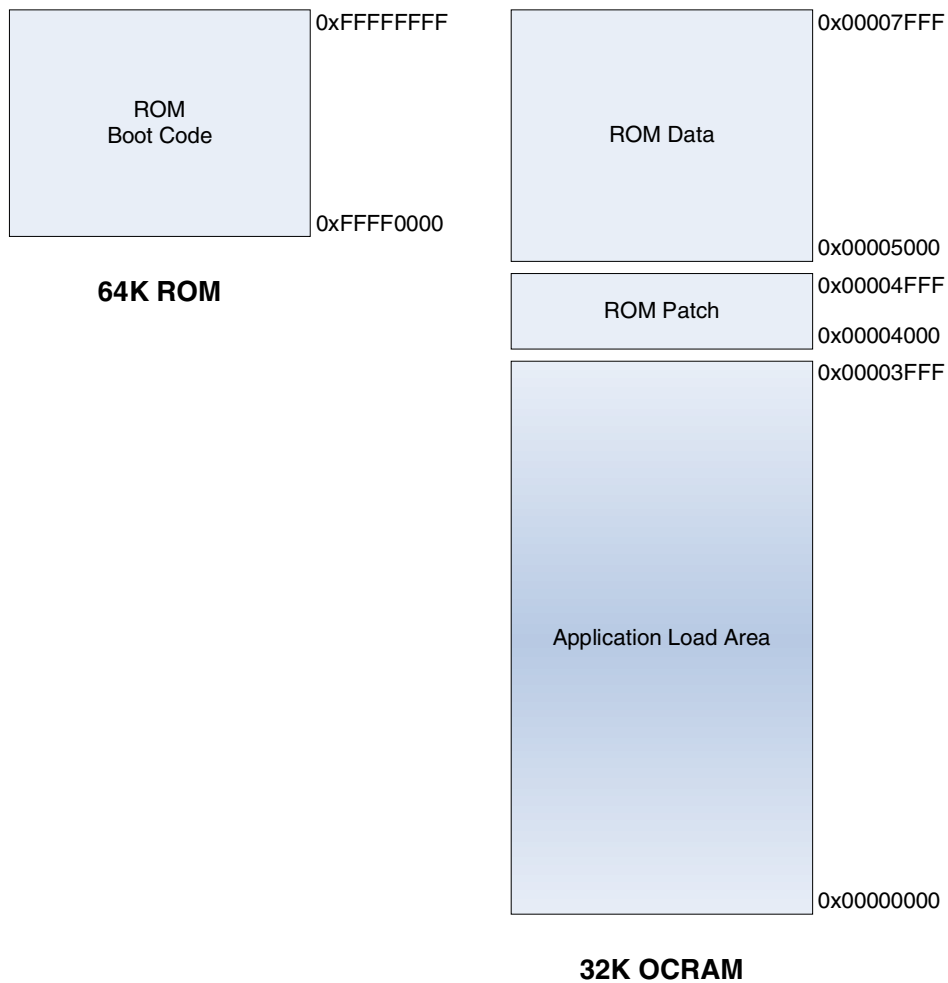 0xFFFFFFFF
ROM
Boot Code
0xFFFF0000
64K ROM
0x00007FFF
ROM Data
0x00005000
0x00004FFF
ROM Patch
0x00004000
0x00003FFF
Application Load Area
0x00000000
32K OCRAM